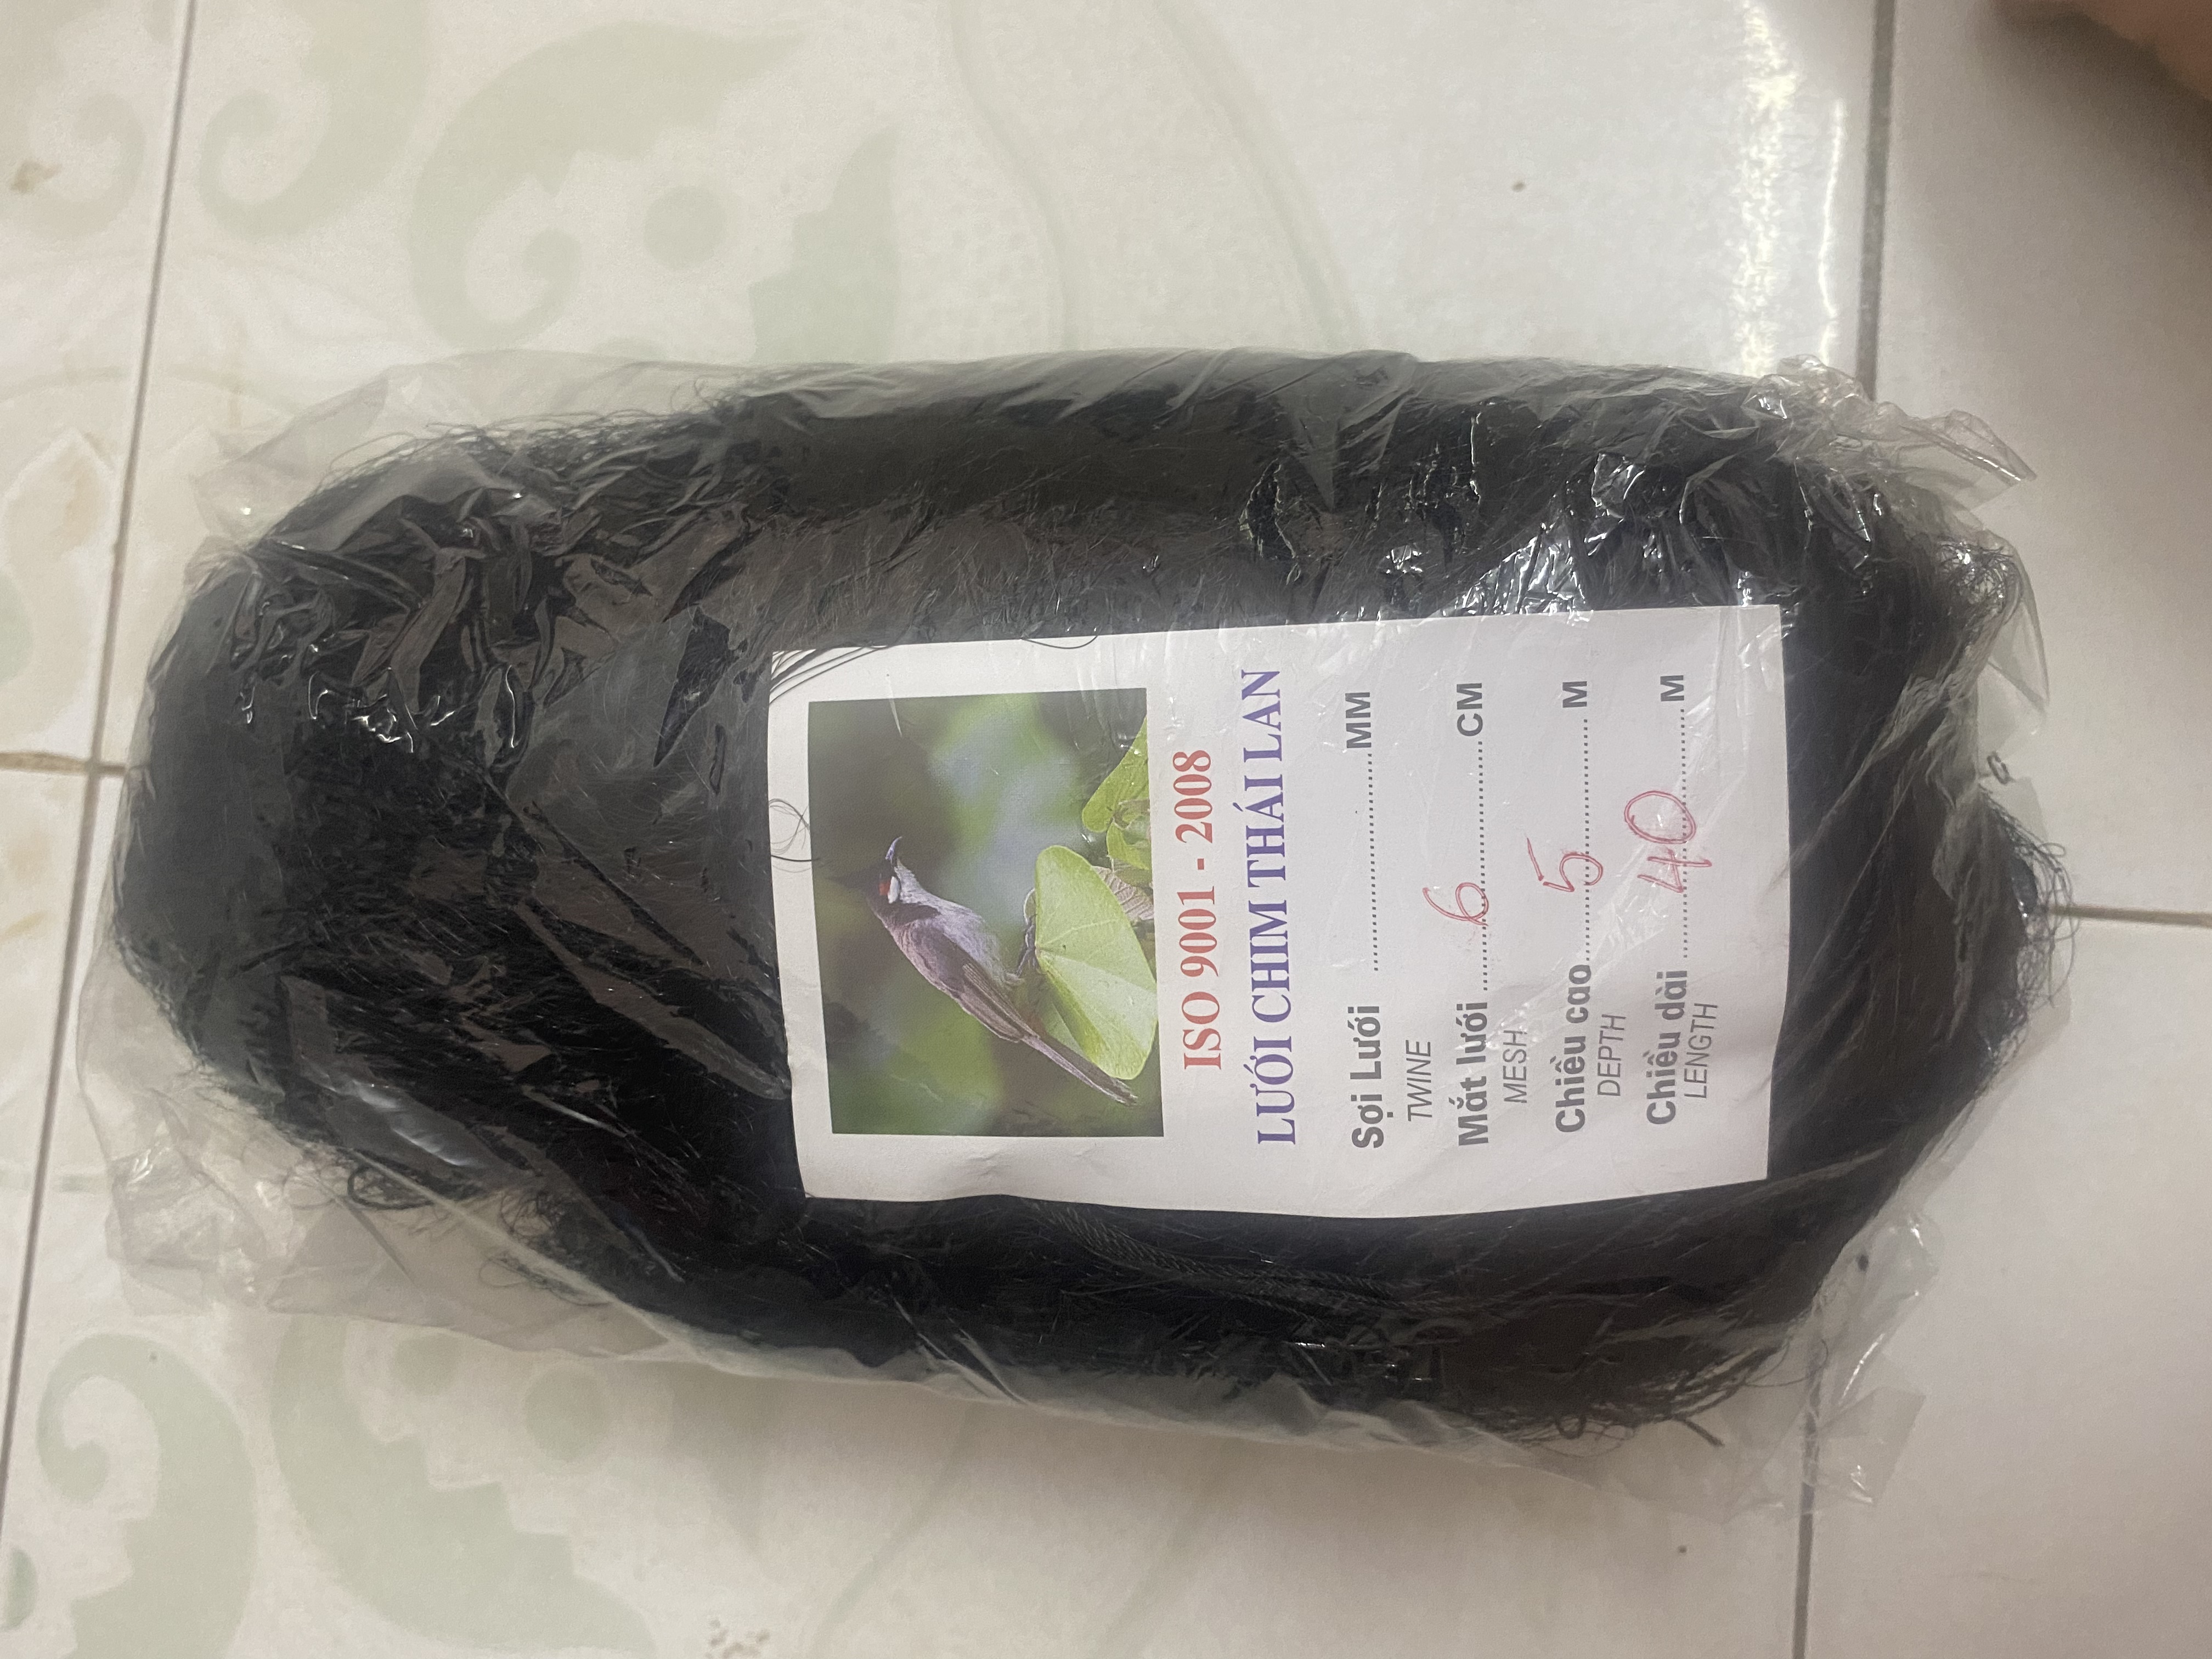 ISO 9001 - 2008
LƯỚI CHIM THÁI LAN
Sợi Lưới ........................ MM
TWINE
Mắt lưới ......6.................. CM
MESH
Chiều cao ..........5.............. M
DEPTH
Chiều dài ..........40.............. M
LENGTH